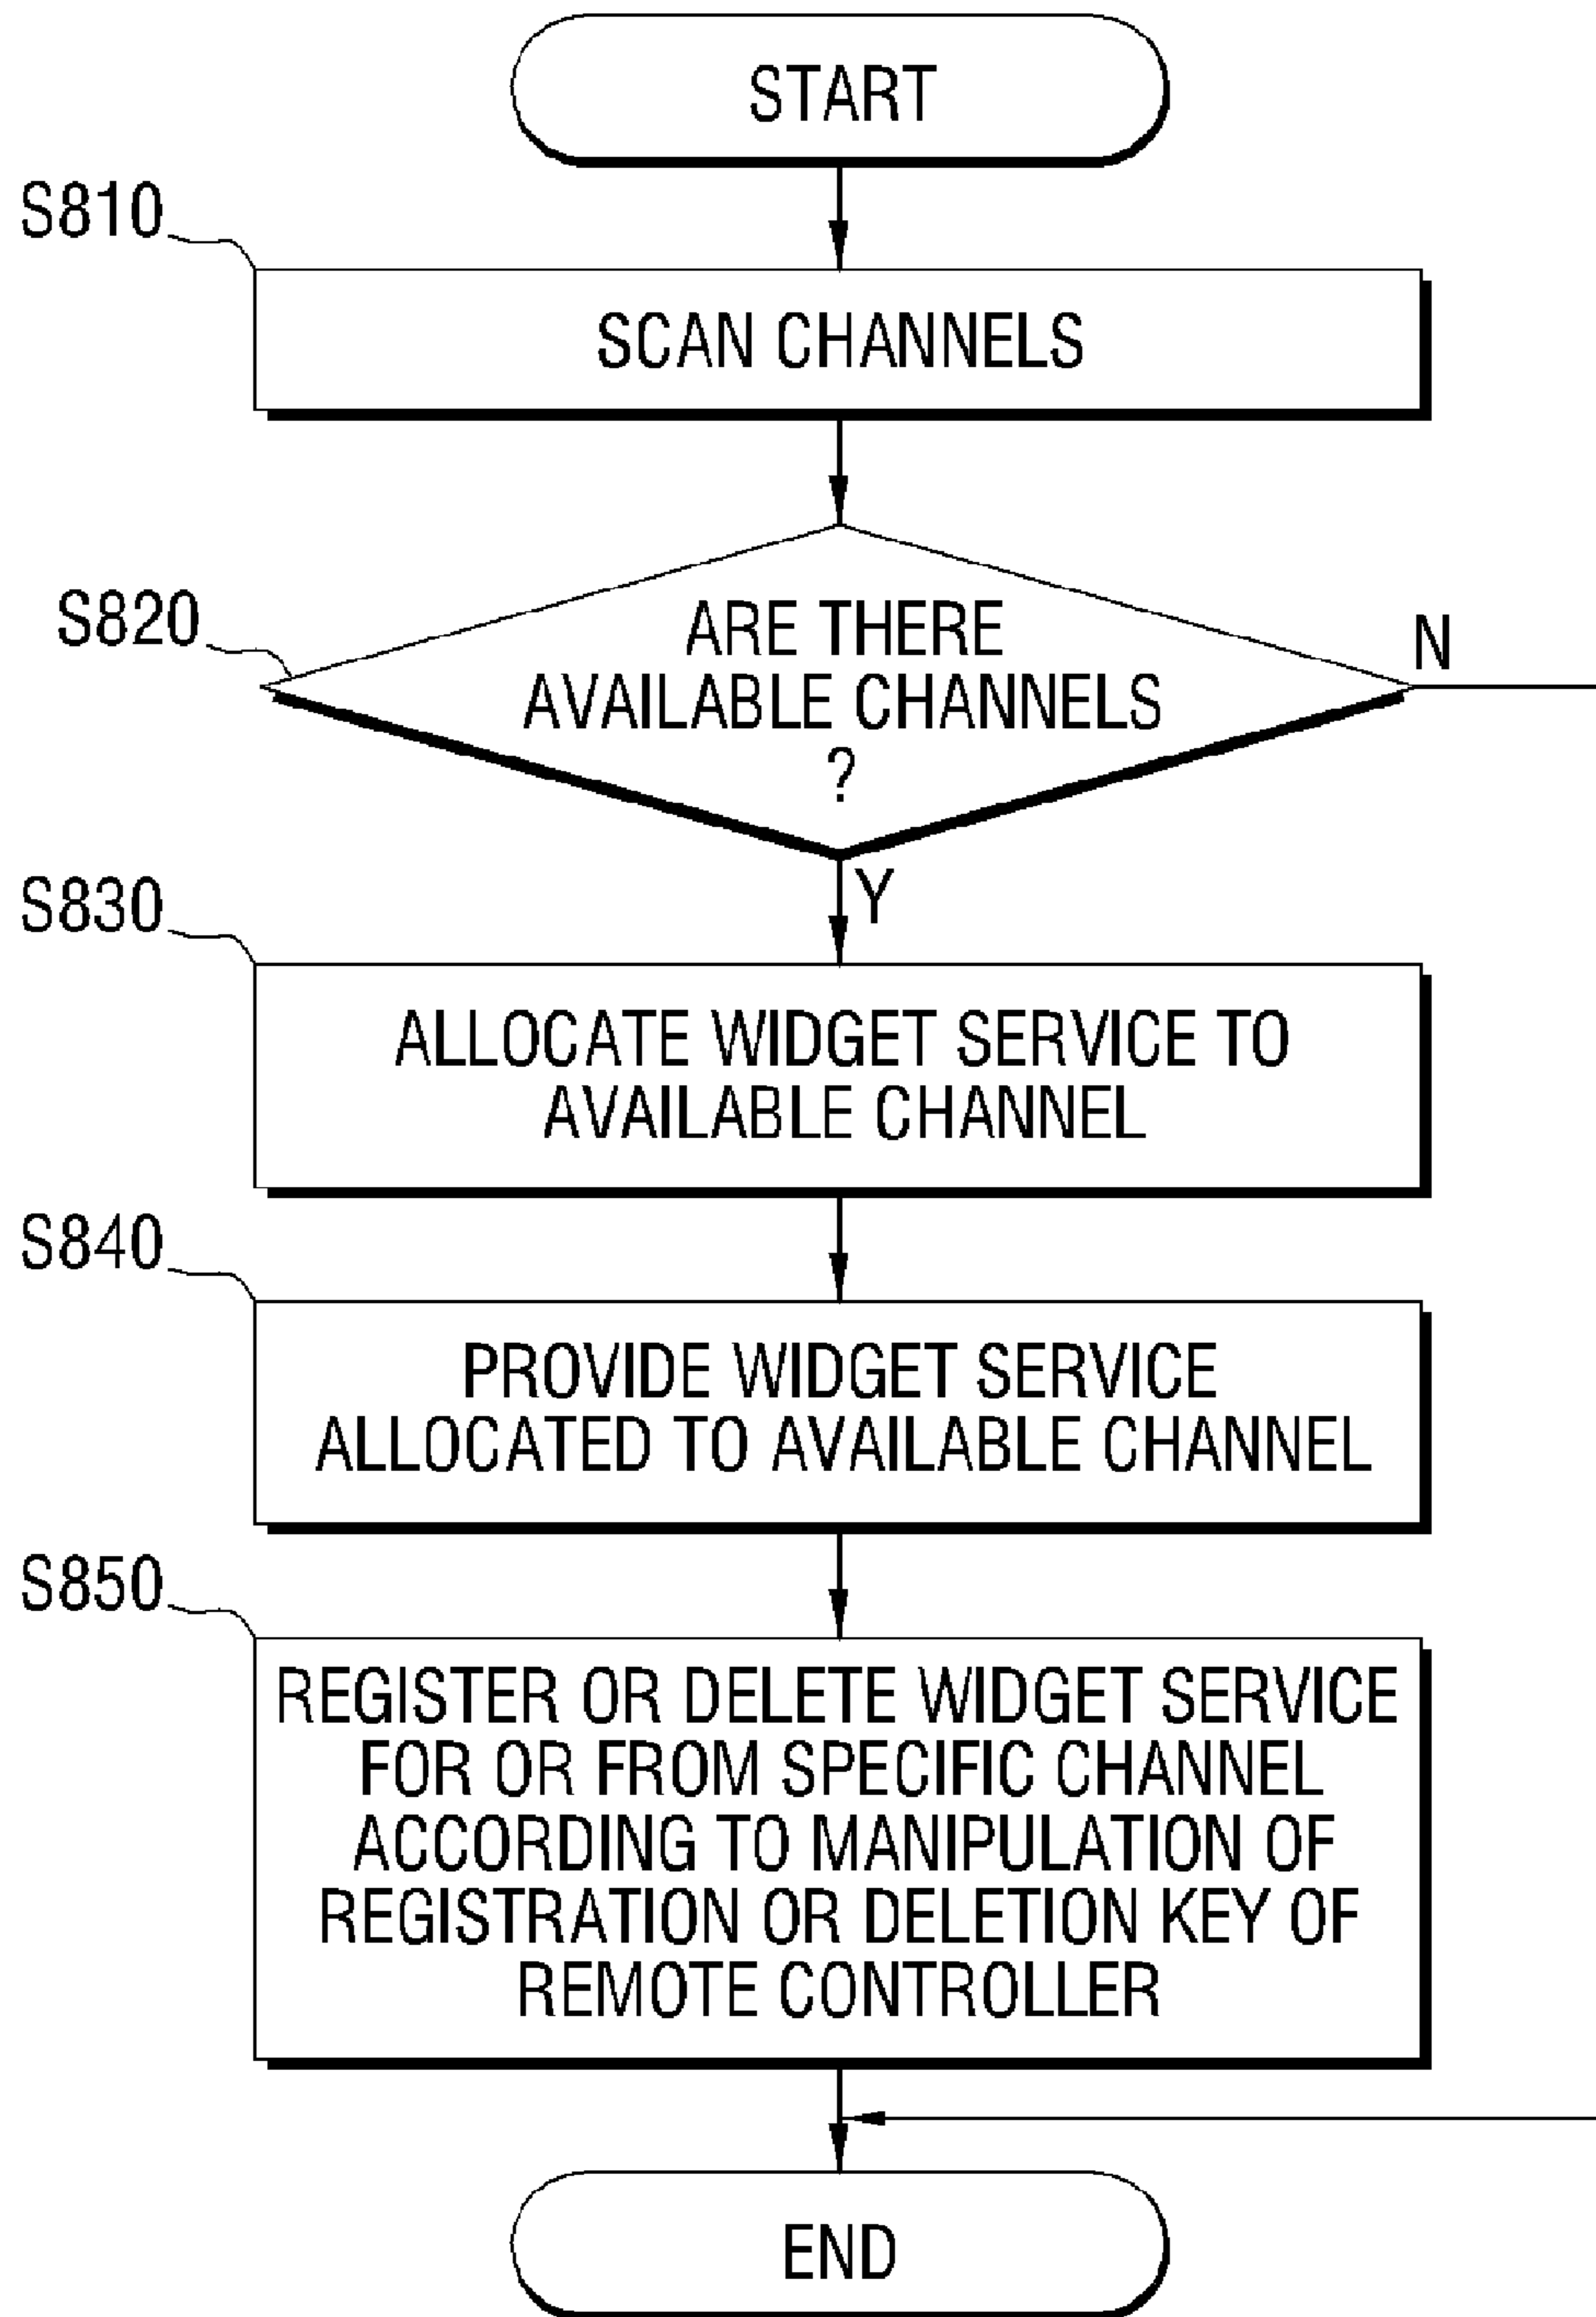 START
S810
SCAN CHANNELS
S820
ARE THERE
AVAILABLE CHANNELS
?
N
Y
S830
ALLOCATE WIDGET SERVICE TO
AVAILABLE CHANNEL
S840
PROVIDE WIDGET SERVICE
ALLOCATED TO AVAILABLE CHANNEL
S850
REGISTER OR DELETE WIDGET SERVICE
FOR OR FROM SPECIFIC CHANNEL
ACCORDING TO MANIPULATION OF
REGISTRATION OR DELETION KEY OF
REMOTE CONTROLLER
END